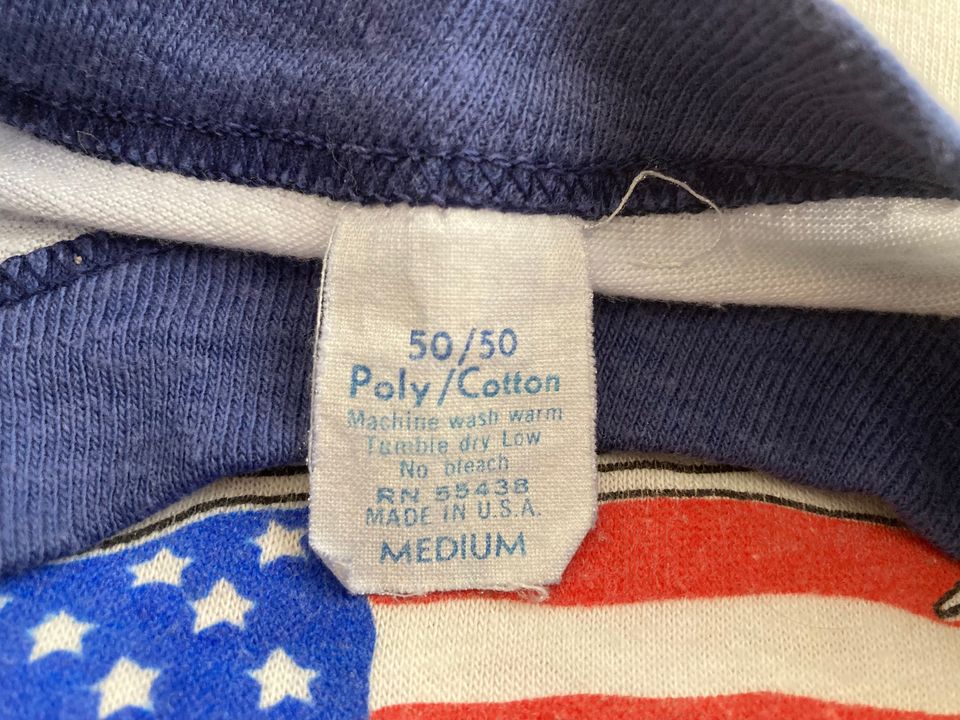 50/50
Poly/Cotton
Machine wash warm
Tumble dry Low
No bleach
RN 55438
MADE IN U.S.A.
MEDIUM